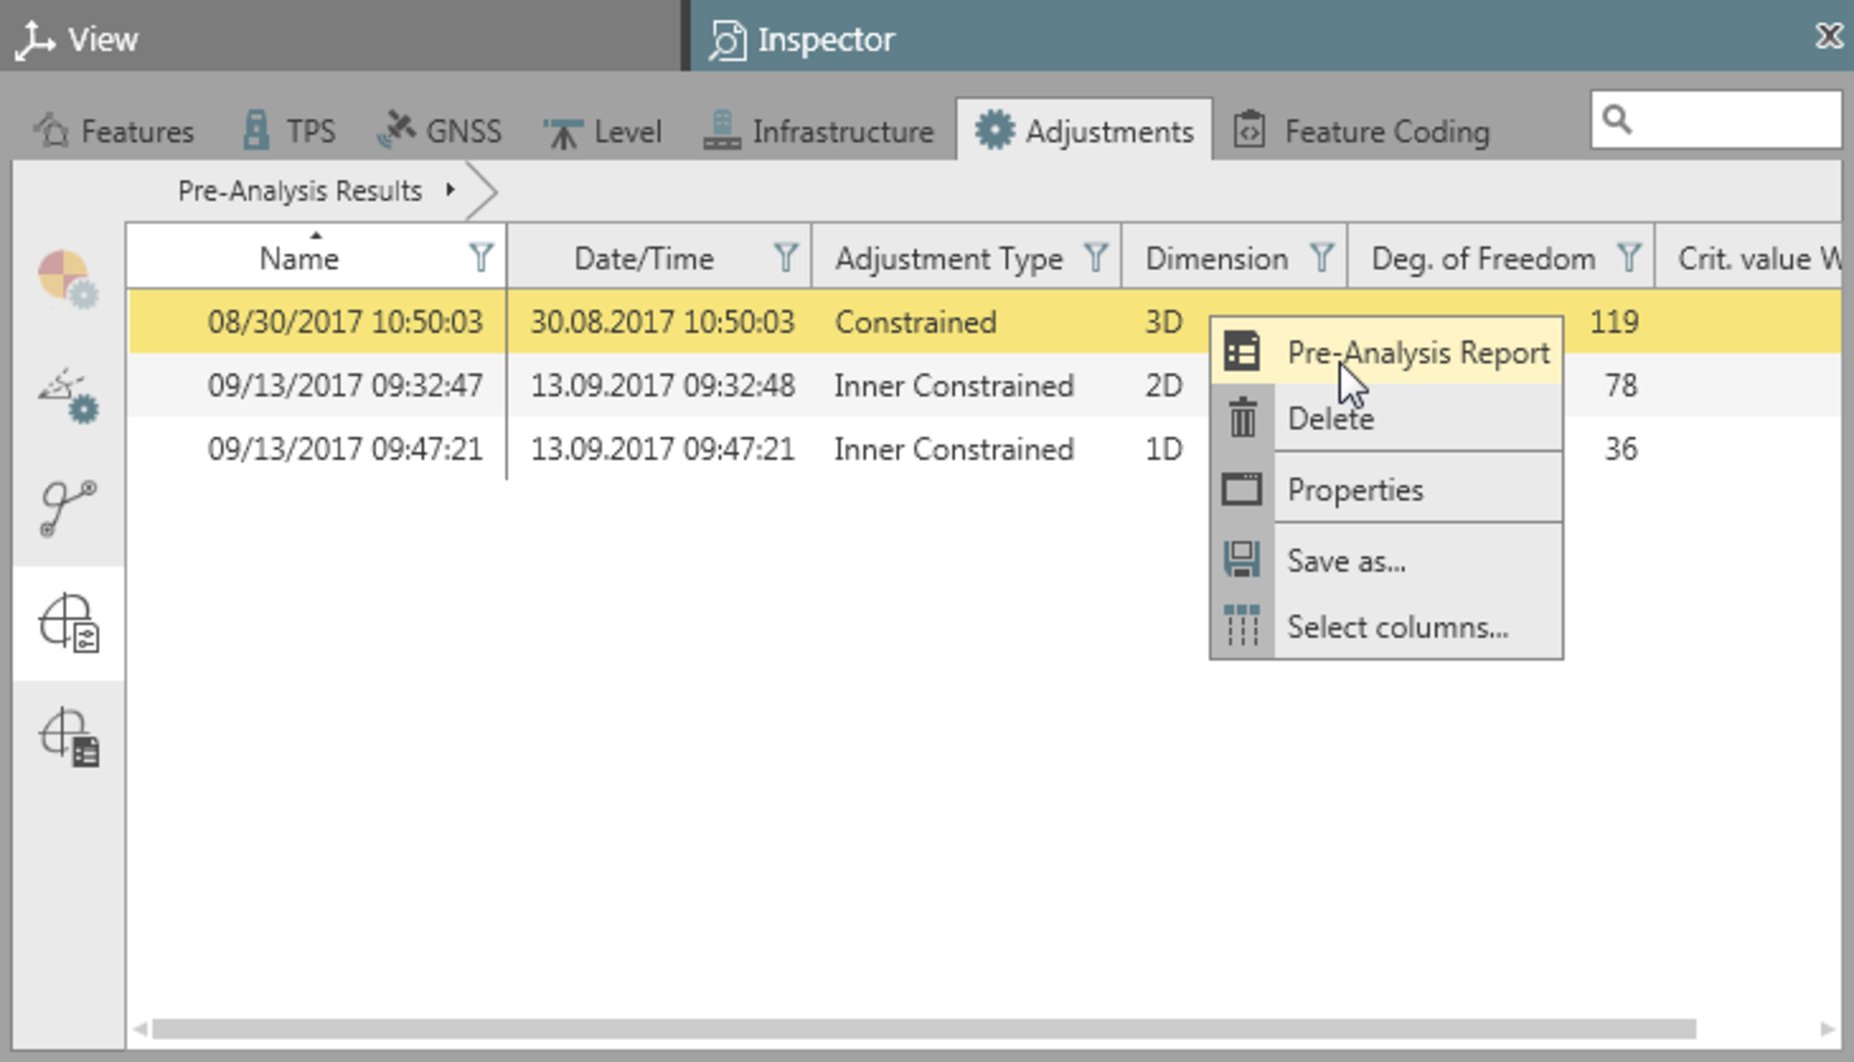 View
Inspector
Features TPS GNSS Level Infrastructure Adjustments Feature Coding
Pre-Analysis Results
Name Date/Time Adjustment Type Dimension Deg. of Freedom Crit. value W
08/30/2017 10:50:03 30.08.2017 10:50:03 Constrained 3D 119
09/13/2017 09:32:47 13.09.2017 09:32:48 Inner Constrained 2D 78
09/13/2017 09:47:21 13.09.2017 09:47:21 Inner Constrained 1D 36
Pre-Analysis Report
Delete
Properties
Save as...
Select columns...